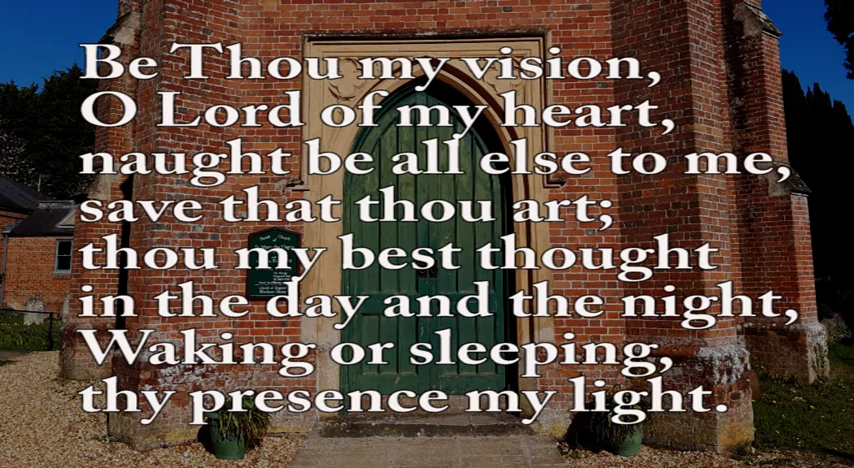 Be Thou my vision,
O Lord of my heart,
naught be all else to me,
save that thou art;
thou my best thought
in the day and the night,
Waking or sleeping,
thy presence my light.